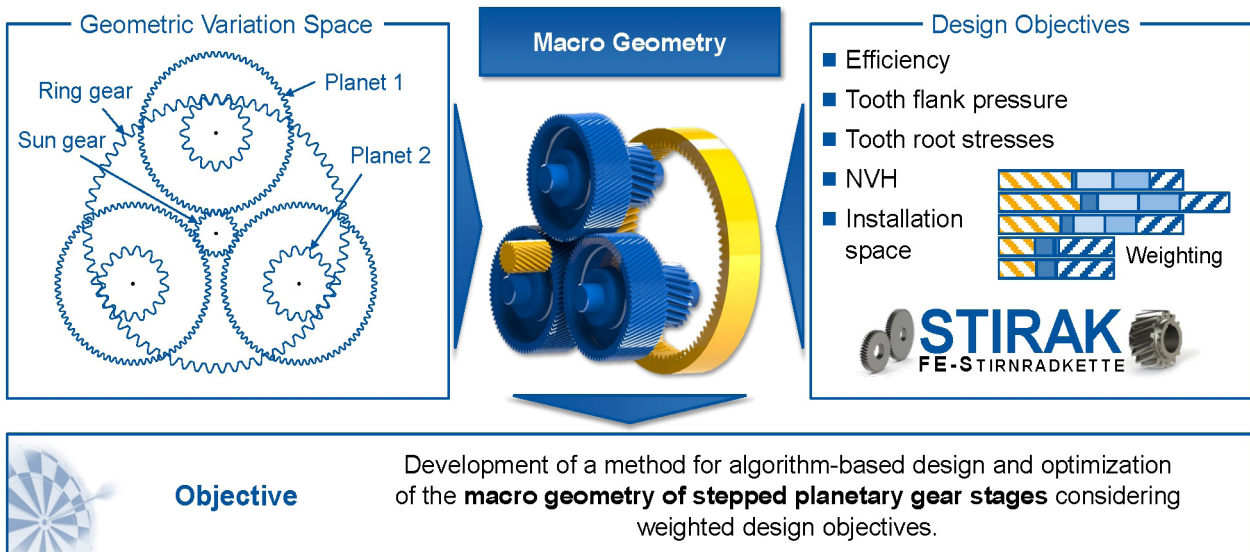 Geometric Variation Space
Planet 1
Ring gear
Sun gear
Planet 2
Macro Geometry
Design Objectives
Efficiency
Tooth flank pressure
Tooth root stresses
NVH
Installation
space
Weighting
STIRAK
FE-STIRNRADKETTE
Objective
Development of a method for algorithm-based design and optimization
of the macro geometry of stepped planetary gear stages considering
weighted design objectives.